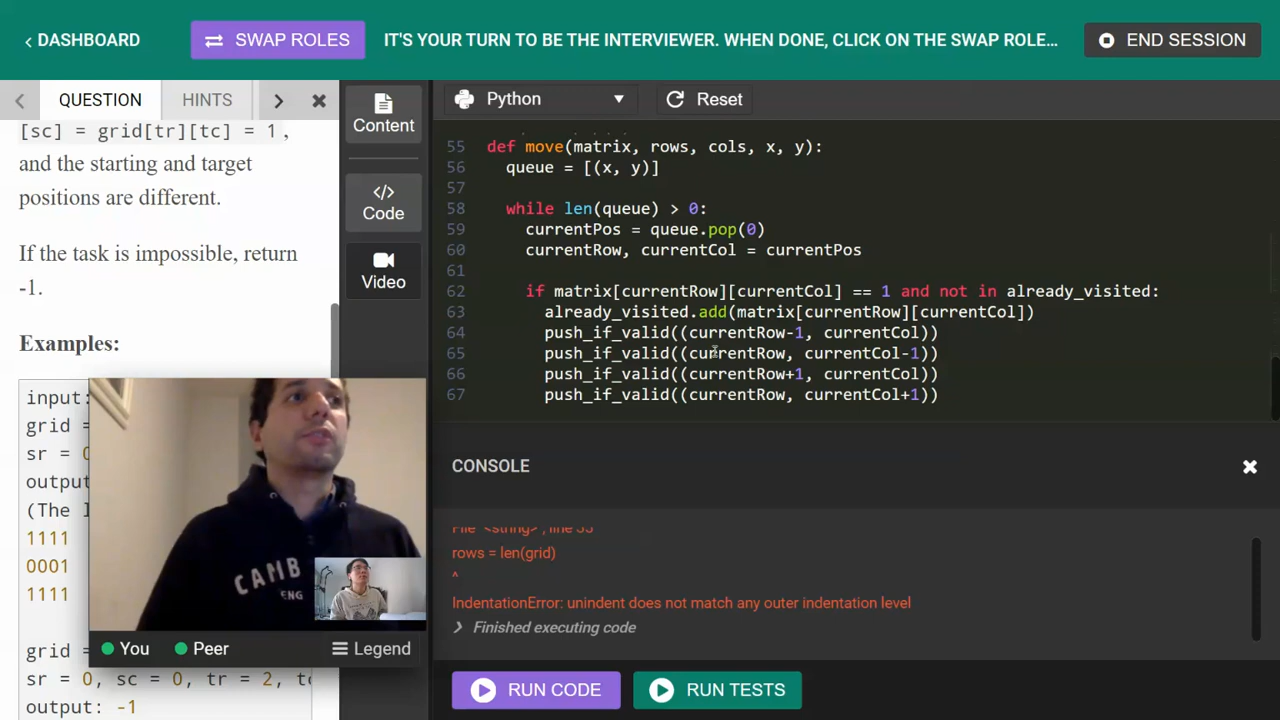 DASHBOARD
SWAP ROLES
IT'S YOUR TURN TO BE THE INTERVIEWER. WHEN DONE, CLICK ON THE SWAP ROLE...
END SESSION
QUESTION
HINTS
[sc] = grid[tr][tc] = 1 ,
and the starting and target
positions are different.
If the task is impossible, return
-1.
Examples:
input:
grid =
sr = 0
output
(The l
1111
0001
1111
grid =
sr = 0, sc = 0, tr = 2, tc
output: -1
You
Peer
Legend
CAMB
ENG
Content
Code
Video
Python
Reset
55 def move(matrix, rows, cols, x, y):
56 queue = [(x, y)]
57
58 while len(queue) > 0:
59 currentPos = queue.pop(0)
60 currentRow, currentCol = currentPos
61
62 if matrix[currentRow][currentCol] == 1 and not in already_visited:
63 already_visited.add(matrix[currentRow][currentCol])
64 push_if_valid((currentRow-1, currentCol))
65 push_if_valid((currentRow, currentCol-1))
66 push_if_valid((currentRow+1, currentCol))
67 push_if_valid((currentRow, currentCol+1))
CONSOLE
File "<string>", line 55
rows = len(grid)
^
IndentationError: unindent does not match any outer indentation level
Finished executing code
RUN CODE
RUN TESTS